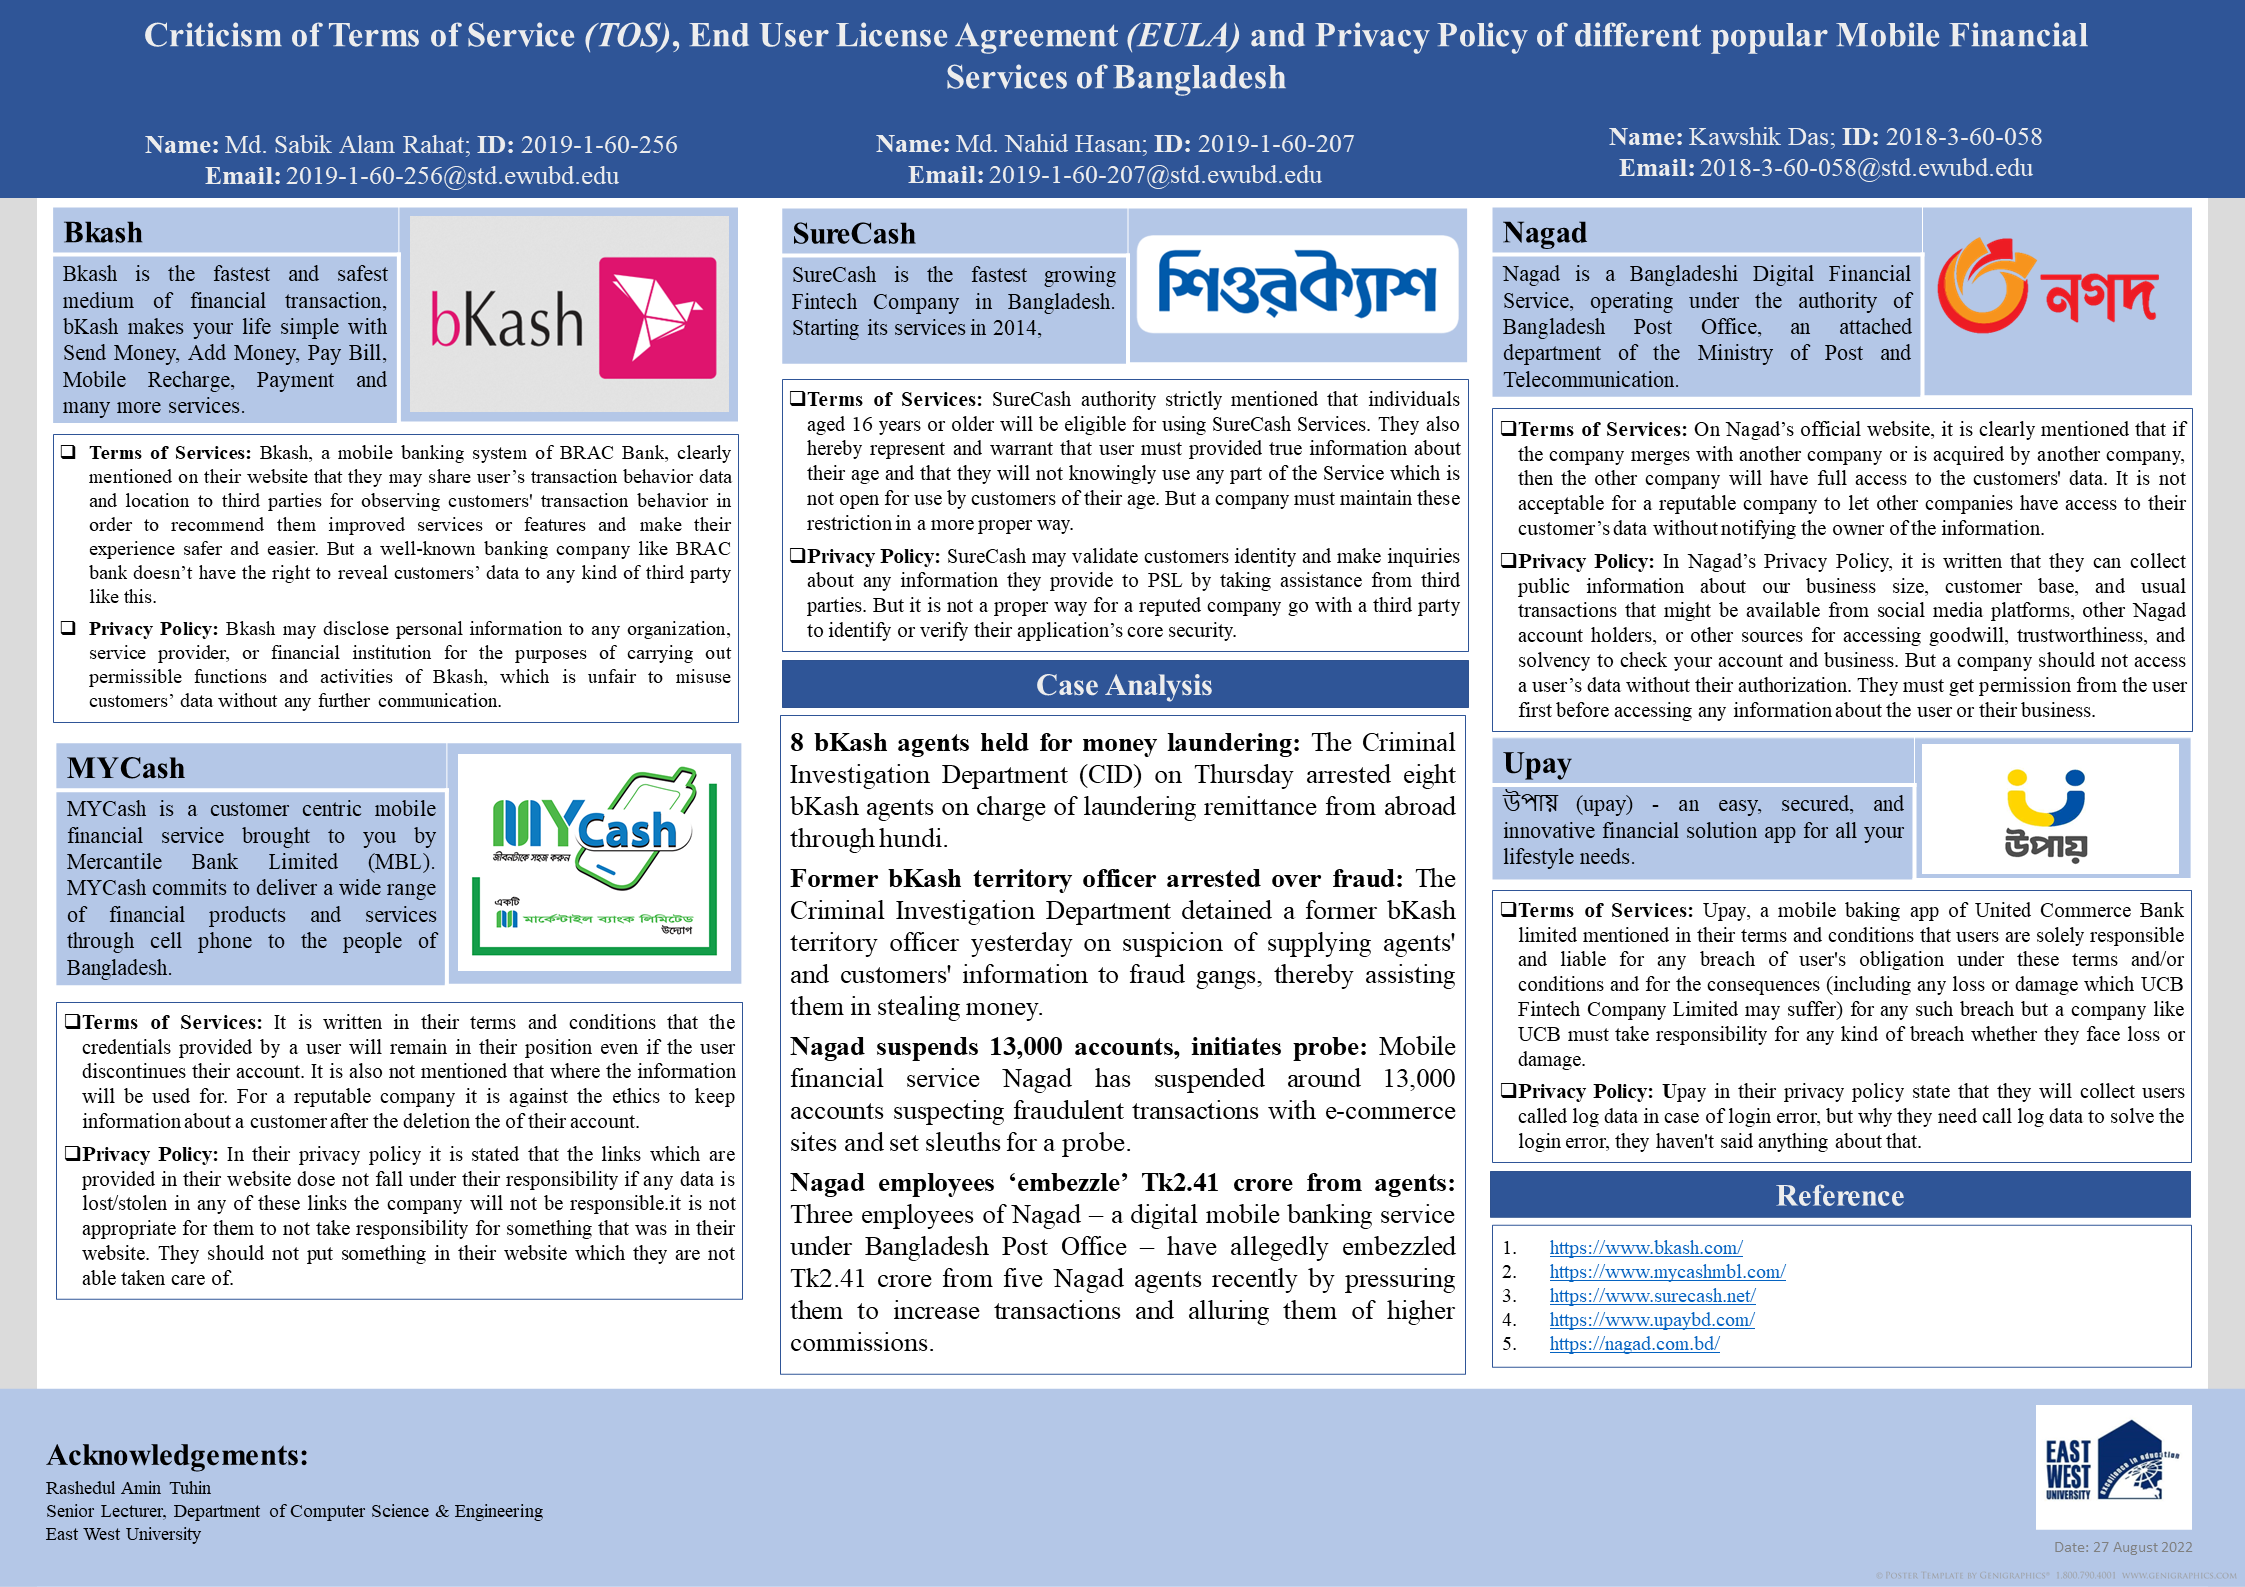 Criticism of Terms of Service (TOS), End User License Agreement (EULA) and Privacy Policy of different popular Mobile Financial
Services of Bangladesh
Name: Md. Sabik Alam Rahat; ID: 2019-1-60-256
Email: 2019-1-60-256@std.ewubd.edu
Name: Md. Nahid Hasan; ID: 2019-1-60-207
Email: 2019-1-60-207@std.ewubd.edu
Name: Kawshik Das; ID: 2018-3-60-058
Email: 2018-3-60-058@std.ewubd.edu
Bkash
Bkash is the fastest and safest
medium of financial transaction,
bKash makes your life simple with
Send Money, Add Money, Pay Bill,
Mobile Recharge, Payment and
many more services.
bKash
❑ Terms of Services: Bkash, a mobile banking system of BRAC Bank, clearly
mentioned on their website that they may share user’s transaction behavior data
and location to third parties for observing customers' transaction behavior in
order to recommend them improved services or features and make their
experience safer and easier. But a well-known banking company like BRAC
bank doesn’t have the right to reveal customers’ data to any kind of third party
like this.
❑ Privacy Policy: Bkash may disclose personal information to any organization,
service provider, or financial institution for the purposes of carrying out
permissible functions and activities of Bkash, which is unfair to misuse
customers’ data without any further communication.
MYCash
MYCash is a customer centric mobile
financial service brought to you by
Mercantile Bank Limited (MBL).
MYCash commits to deliver a wide range
of financial products and services
through cell phone to the people of
Bangladesh.
MYCash
জীবনটাকে সহজ করুন
একটি
মার্কেন্টাইল ব্যাংক লিমিটেড
উদ্যোগ
❑Terms of Services: It is written in their terms and conditions that the
credentials provided by a user will remain in their position even if the user
discontinues their account. It is also not mentioned that where the information
will be used for. For a reputable company it is against the ethics to keep
information about a customer after the deletion the of their account.
❑Privacy Policy: In their privacy policy it is stated that the links which are
provided in their website dose not fall under their responsibility if any data is
lost/stolen in any of these links the company will not be responsible.it is not
appropriate for them to not take responsibility for something that was in their
website. They should not put something in their website which they are not
able taken care of.
SureCash
SureCash is the fastest growing
Fintech Company in Bangladesh.
Starting its services in 2014,
শিওরক্যাশ
❑Terms of Services: SureCash authority strictly mentioned that individuals
aged 16 years or older will be eligible for using SureCash Services. They also
hereby represent and warrant that user must provided true information about
their age and that they will not knowingly use any part of the Service which is
not open for use by customers of their age. But a company must maintain these
restriction in a more proper way.
❑Privacy Policy: SureCash may validate customers identity and make inquiries
about any information they provide to PSL by taking assistance from third
parties. But it is not a proper way for a reputed company go with a third party
to identify or verify their application’s core security.
Case Analysis
8 bKash agents held for money laundering: The Criminal
Investigation Department (CID) on Thursday arrested eight
bKash agents on charge of laundering remittance from abroad
through hundi.
Former bKash territory officer arrested over fraud: The
Criminal Investigation Department detained a former bKash
territory officer yesterday on suspicion of supplying agents'
and customers' information to fraud gangs, thereby assisting
them in stealing money.
Nagad suspends 13,000 accounts, initiates probe: Mobile
financial service Nagad has suspended around 13,000
accounts suspecting fraudulent transactions with e-commerce
sites and set sleuths for a probe.
Nagad employees ‘embezzle’ Tk2.41 crore from agents:
Three employees of Nagad – a digital mobile banking service
under Bangladesh Post Office – have allegedly embezzled
Tk2.41 crore from five Nagad agents recently by pressuring
them to increase transactions and alluring them of higher
commissions.
Nagad
Nagad is a Bangladeshi Digital Financial
Service, operating under the authority of
Bangladesh Post Office, an attached
department of the Ministry of Post and
Telecommunication.
নগদ
❑Terms of Services: On Nagad’s official website, it is clearly mentioned that if
the company merges with another company or is acquired by another company,
then the other company will have full access to the customers' data. It is not
acceptable for a reputable company to let other companies have access to their
customer’s data without notifying the owner of the information.
❑Privacy Policy: In Nagad’s Privacy Policy, it is written that they can collect
public information about our business size, customer base, and usual
transactions that might be available from social media platforms, other Nagad
account holders, or other sources for accessing goodwill, trustworthiness, and
solvency to check your account and business. But a company should not access
a user’s data without their authorization. They must get permission from the user
first before accessing any information about the user or their business.
Upay
উপায় (upay) - an easy, secured, and
innovative financial solution app for all your
lifestyle needs.
উপায়
❑Terms of Services: Upay, a mobile baking app of United Commerce Bank
limited mentioned in their terms and conditions that users are solely responsible
and liable for any breach of user's obligation under these terms and/or
conditions and for the consequences (including any loss or damage which UCB
Fintech Company Limited may suffer) for any such breach but a company like
UCB must take responsibility for any kind of breach whether they face loss or
damage.
❑Privacy Policy: Upay in their privacy policy state that they will collect users
called log data in case of login error, but why they need call log data to solve the
login error, they haven't said anything about that.
Reference
1. https://www.bkash.com/
2. https://www.mycashmbl.com/
3. https://www.surecash.net/
4. https://www.upaybd.com/
5. https://nagad.com.bd/
Acknowledgements:
Rashedul Amin Tuhin
Senior Lecturer, Department of Computer Science & Engineering
East West University
EAST
WEST
UNIVERSITY
excellence in education
Date: 27 August 2022
© POSTER TEMPLATE BY GENIGRAPHICS® 1.800.790.4001 WWW.GENIGRAPHICS.COM